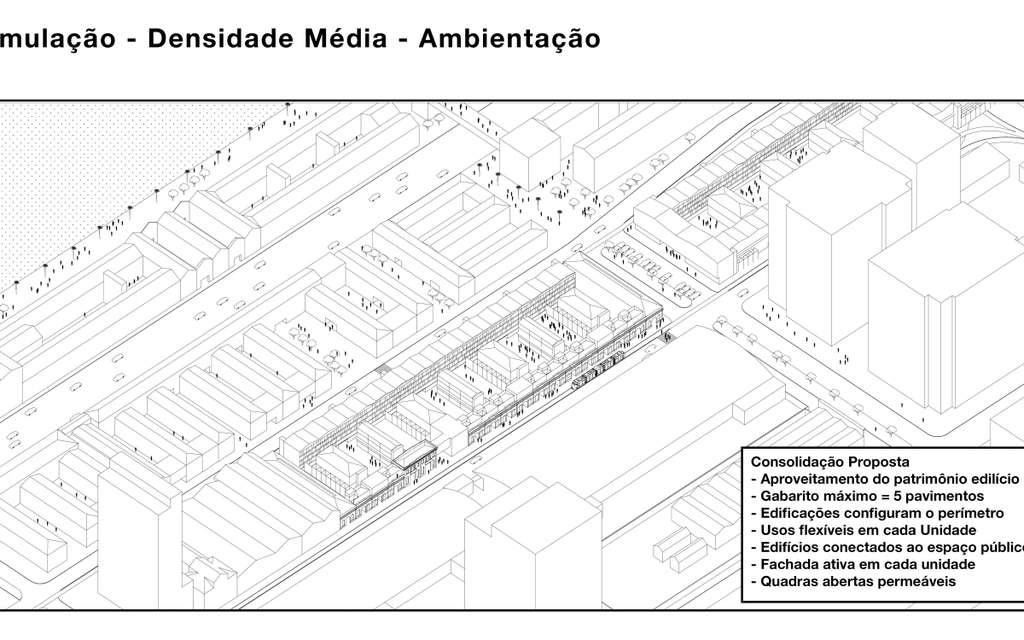 mulação - Densidade Média - Ambientação
Consolidação Proposta
- Aproveitamento do patrimônio edilício
- Gabarito máximo = 5 pavimentos
- Edificações configuram o perímetro
- Usos flexíveis em cada Unidade
- Edifícios conectados ao espaço público
- Fachada ativa em cada unidade
- Quadras abertas permeáveis